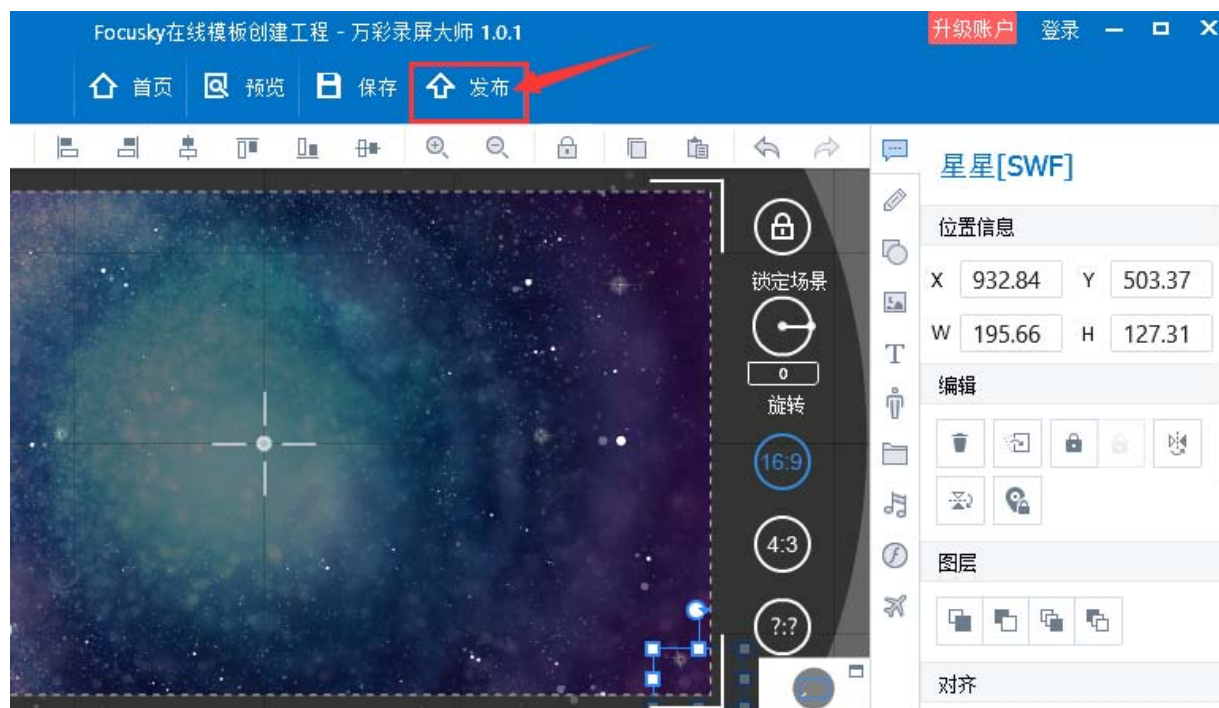 Focusky在线模板创建工程 - 万彩录屏大师 1.0.1
升级账户 登录
首页 预览 保存 发布
星星[SWF]
位置信息
锁定场景
X 932.84 Y 503.37
W 195.66 H 127.31
T
0
旋转
编辑
16:9
4:3
图层
?:?
对齐